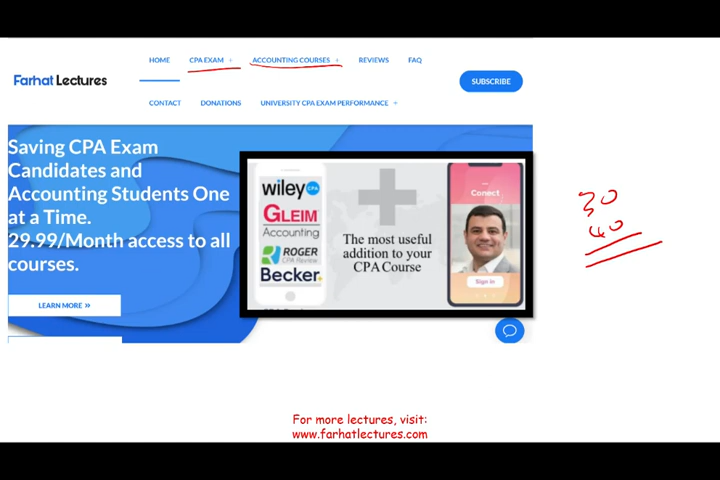 HOME
CPA EXAM +
ACCOUNTING COURSES +
REVIEWS
FAQ
Farhat Lectures
SUBSCRIBE
CONTACT
DONATIONS
UNIVERSITY CPA EXAM PERFORMANCE +
Saving CPA Exam
Candidates and
Accounting Students One
at a Time.
29.99/Month access to all
courses.
LEARN MORE »
wiley CPA
GLEIM
Accounting
ROGER
CPA Review
Becker
The most useful
addition to your
CPA Course
Conect
Sign in
30
40
For more lectures, visit:
www.farhatlectures.com